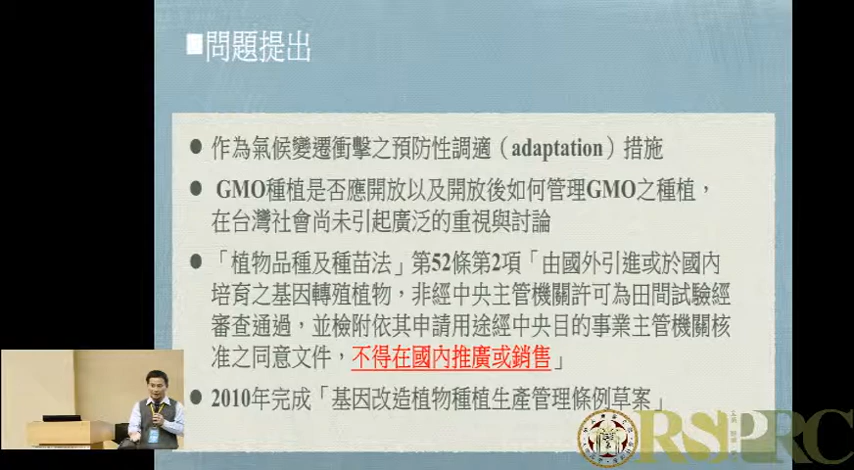 ■問題提出
● 作為氣候變遷衝擊之預防性調適（adaptation）措施
● GMO種植是否應開放以及開放後如何管理GMO之種植，
在台灣社會尚未引起廣泛的重視與討論
● 「植物品種及種苗法」第52條第2項「由國外引進或於國內
培育之基因轉殖植物，非經中央主管機關許可為田間試驗經
審查通過，並檢附依其申請用途經中央目的事業主管機關核
准之同意文件，不得在國內推廣或銷售」
● 2010年完成「基因改造植物種植生產管理條例草案」
RSPRC